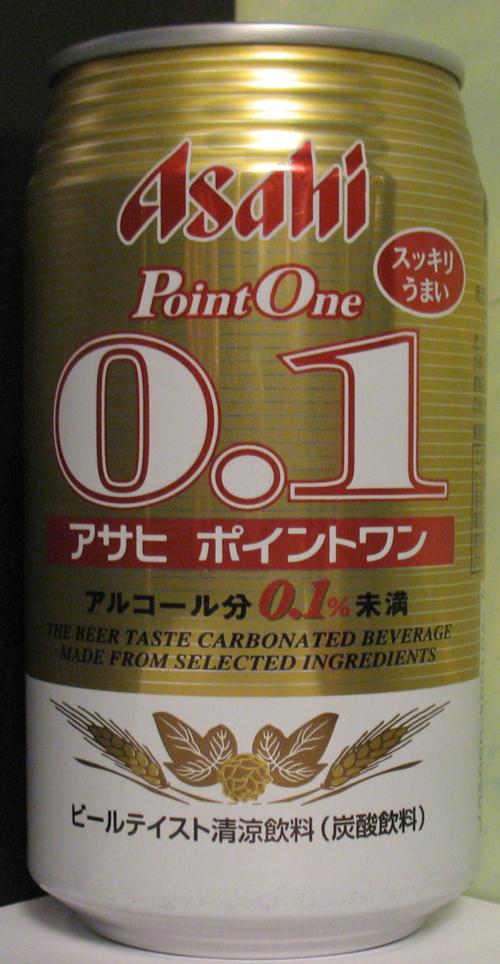 Asahi
スッキリ
うまい
Point One
0.1
アサヒ ポイントワン
アルコール分 0.1% 未満
THE BEER TASTE CARBONATED BEVERAGE
MADE FROM SELECTED INGREDIENTS
ビールテイスト清涼飲料(炭酸飲料)